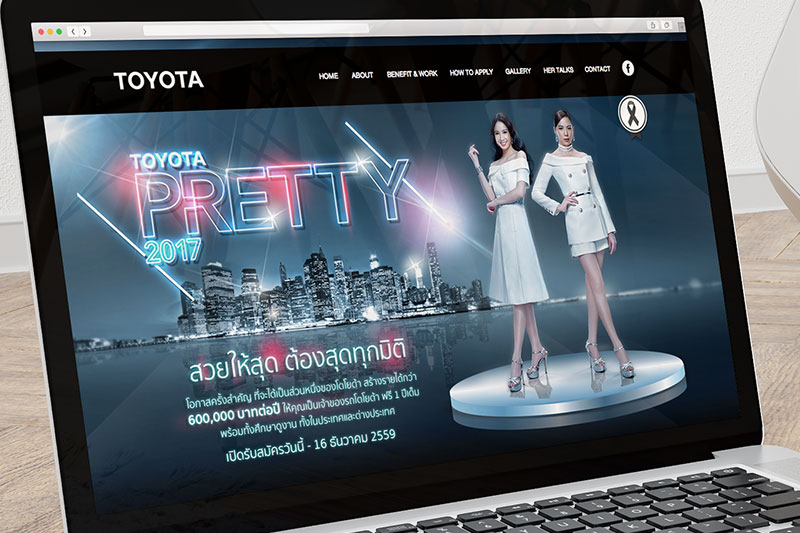 TOYOTA
HOME ABOUT BENEFIT & WORK HOW TO APPLY GALLERY HER TALKS CONTACT f
TOYOTA
PRETTY
2017
สวยให้สุด ต้องสุดทุกมิติ
โอกาสครั้งสำคัญ ที่จะได้เป็นส่วนหนึ่งของโตโยต้า สร้างรายได้กว่า
600,000 บาทต่อปี ให้คุณเป็นเจ้าของรถโตโยต้า ฟรี 1 ปีเต็ม
พร้อมทั้งศึกษาดูงาน ทั้งในประเทศและต่างประเทศ
เปิดรับสมัครวันนี้ - 16 ธันวาคม 2559